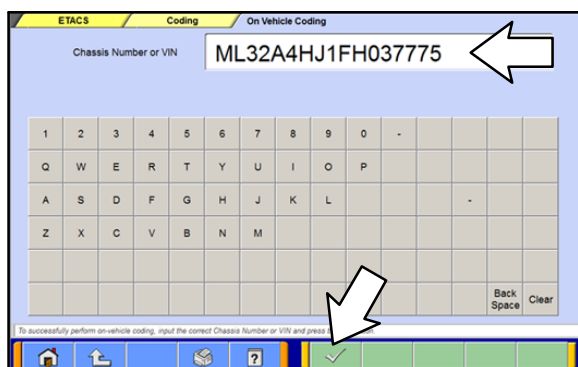 ETACS Coding On Vehicle Coding
Chassis Number or VIN ML32A4HJ1FH037775
1 2 3 4 5 6 7 8 9 0 -
Q W E R T Y U I O P
A S D F G H J K L -
Z X C V B N M
Back Space Clear
To successfully perform on-vehicle coding, input the correct Chassis Number or VIN and press
?